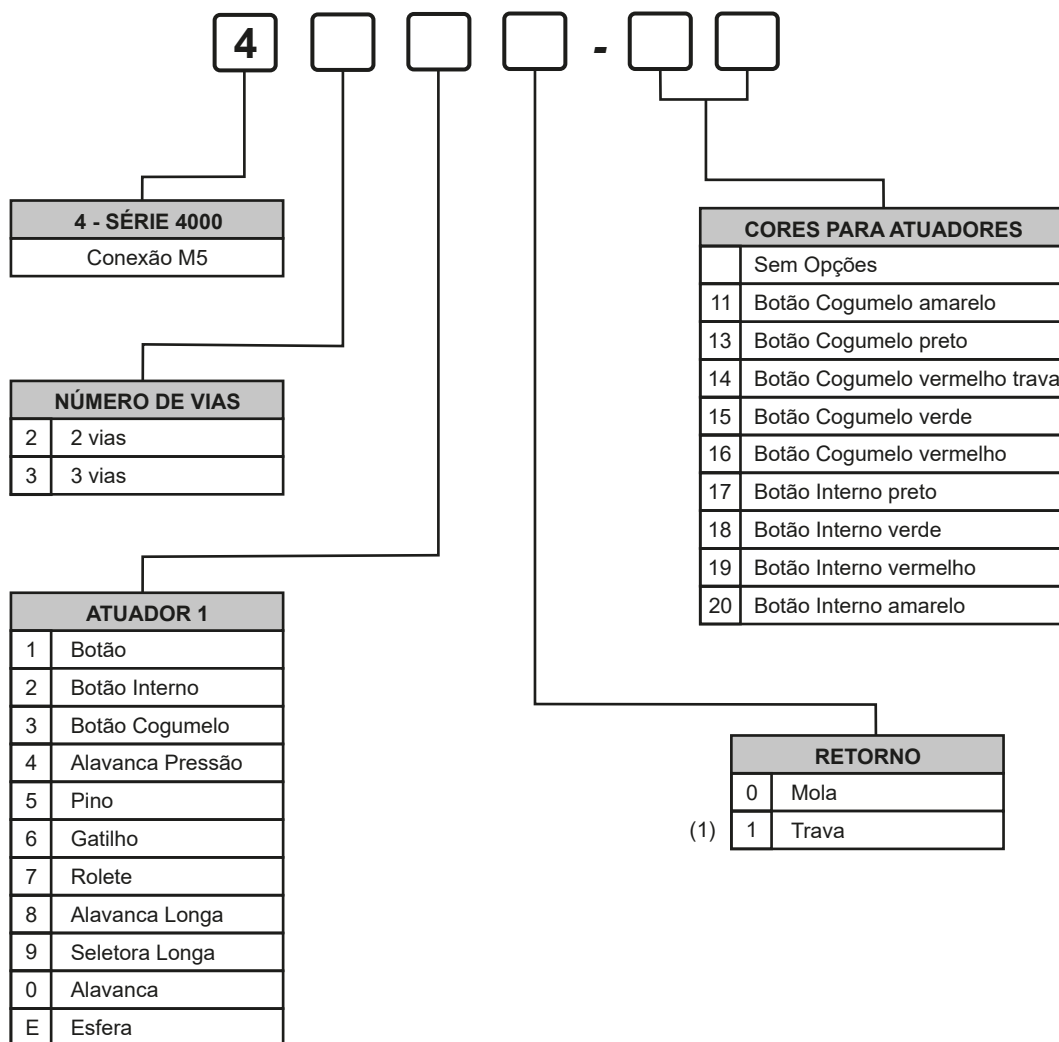 4 -
4 - SÉRIE 4000
Conexão M5
NÚMERO DE VIAS
2 2 vias
3 3 vias
ATUADOR 1
1 Botão
2 Botão Interno
3 Botão Cogumelo
4 Alavanca Pressão
5 Pino
6 Gatilho
7 Rolete
8 Alavanca Longa
9 Seletora Longa
0 Alavanca
E Esfera
CORES PARA ATUADORES
Sem Opções
11 Botão Cogumelo amarelo
13 Botão Cogumelo preto
14 Botão Cogumelo vermelho trava
15 Botão Cogumelo verde
16 Botão Cogumelo vermelho
17 Botão Interno preto
18 Botão Interno verde
19 Botão Interno vermelho
20 Botão Interno amarelo
RETORNO
0 Mola
(1) 1 Trava